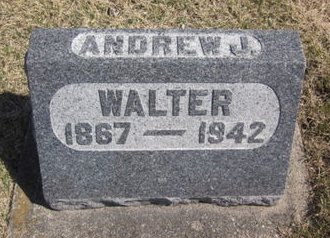 ANDREW J.
WALTER
1867 — 1942